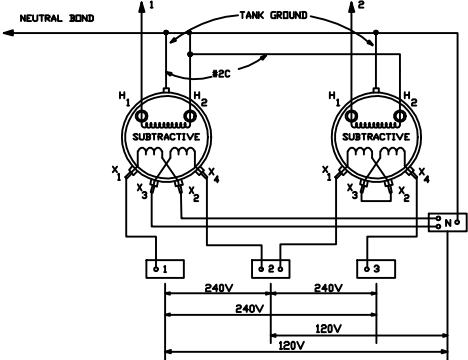 1
2
NEUTRAL BOND
TANK GROUND
#2C
H1
H2
H1
H2
SUBTRACTIVE
SUBTRACTIVE
X1
X3
X2
X4
X1
X3
X2
X4
N
1
2
3
240V
240V
240V
120V
120V